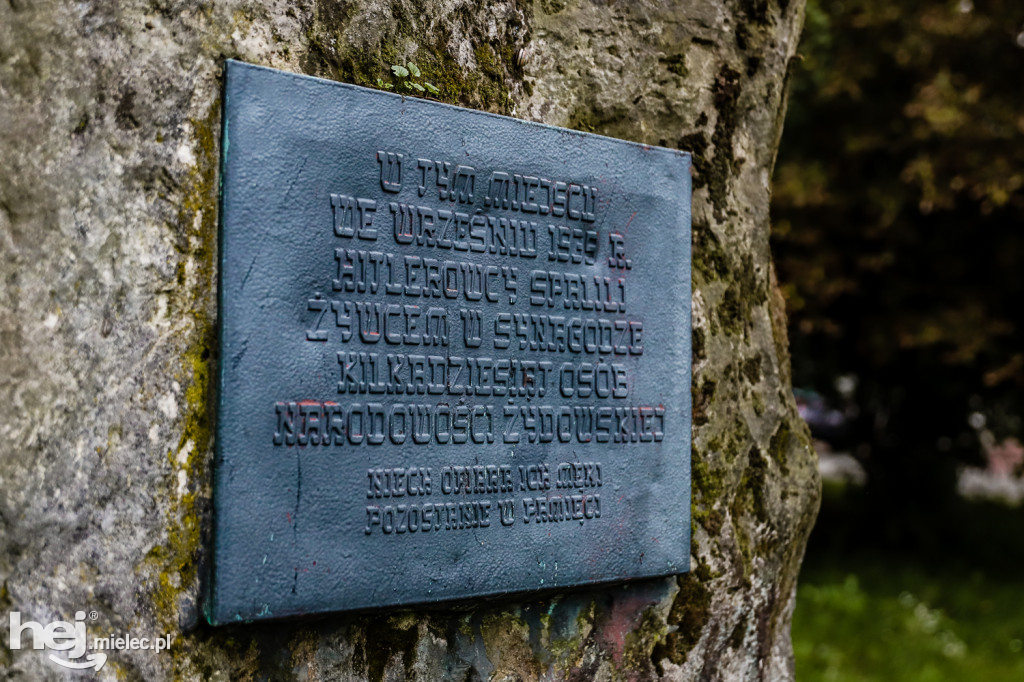 W TYM MIEJSCU
WE WRZEŚNIU 1939 R.
HITLEROWCY SPALILI
ŻYWCEM W SYNAGODZE
KILKADZIESIĄT OSÓB
NARODOWOŚCI ŻYDOWSKIEJ
NIECH OFIARA ICH MĘKI
POZOSTANIE W PAMIĘCI
hej®
.mielec.pl